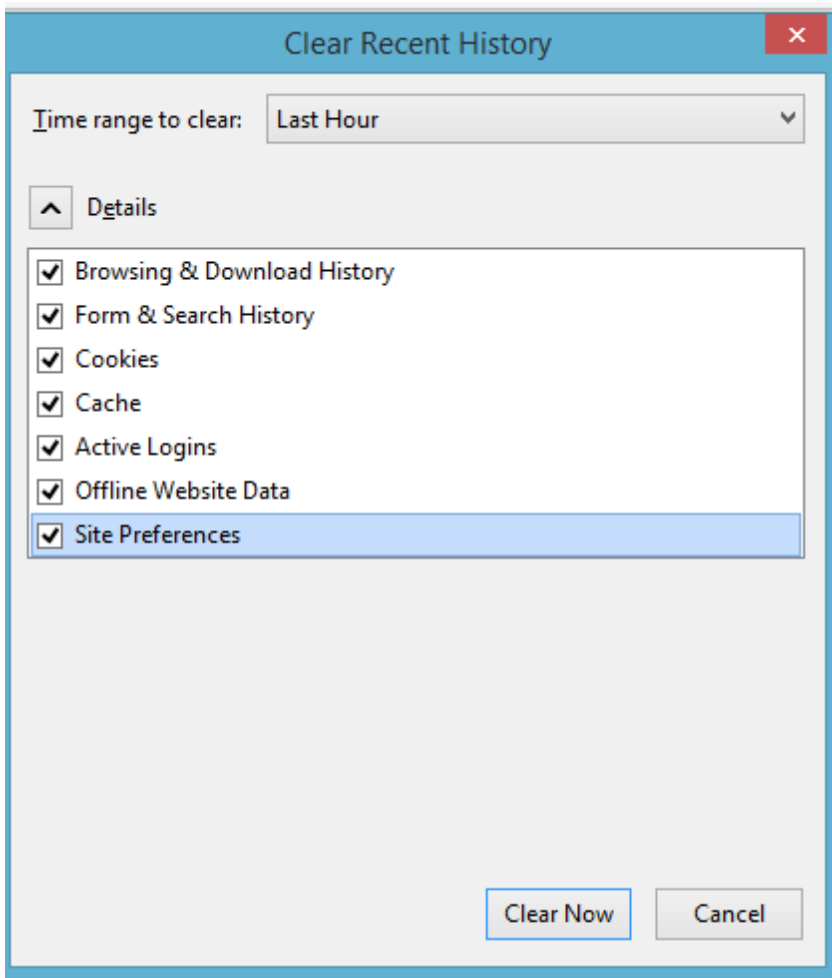 Clear Recent History
Time range to clear: Last Hour
Details
Browsing & Download History
Form & Search History
Cookies
Cache
Active Logins
Offline Website Data
Site Preferences
Clear Now Cancel